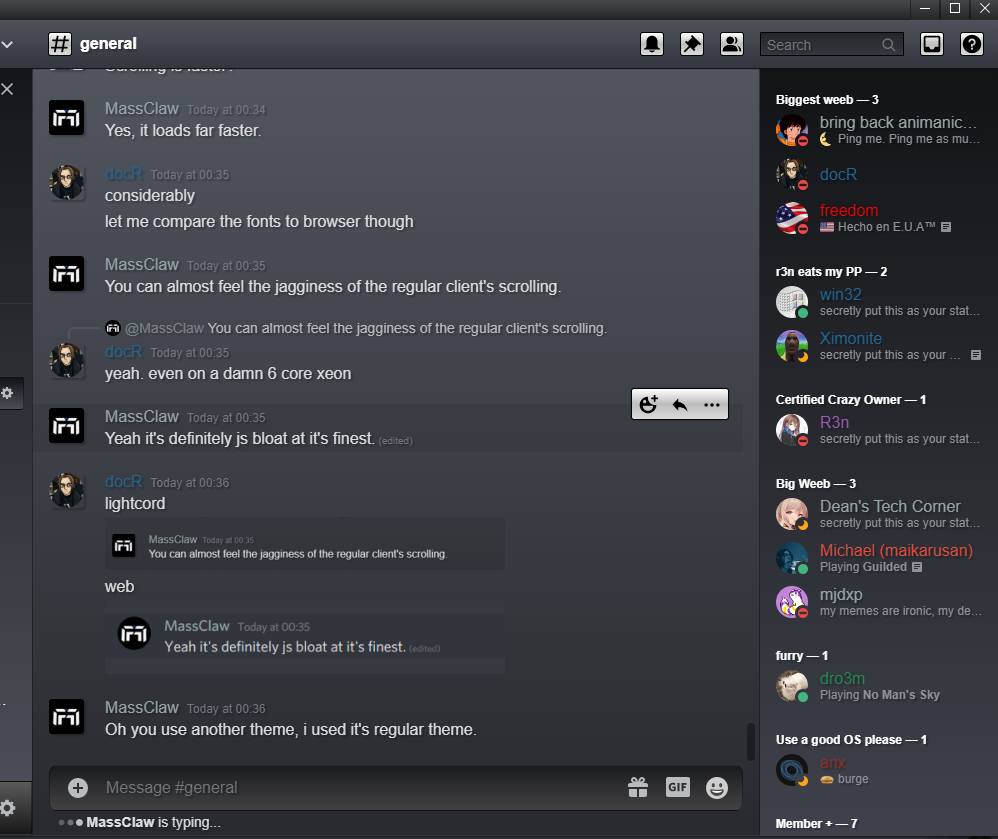 general
Search
Scrolling is faster?
MassClaw Today at 00:34
Yes, it loads far faster.
docR Today at 00:35
considerably
let me compare the fonts to browser though
MassClaw Today at 00:35
You can almost feel the jagginess of the regular client's scrolling.
@MassClaw You can almost feel the jagginess of the regular client's scrolling.
docR Today at 00:35
yeah. even on a damn 6 core xeon
MassClaw Today at 00:35
Yeah it's definitely js bloat at it's finest. (edited)
docR Today at 00:36
lightcord
MassClaw Today at 00:35
You can almost feel the jagginess of the regular client's scrolling.
web
MassClaw Today at 00:35
Yeah it's definitely js bloat at it's finest. (edited)
MassClaw Today at 00:36
Oh you use another theme, i used it's regular theme.
Message #general
GIF
MassClaw is typing...
Biggest weeb — 3
bring back animanic...
Ping me. Ping me as mu...
docR
freedom
Hecho en E.U.A™
r3n eats my PP — 2
win32
secretly put this as your stat...
Ximonite
secretly put this as your ...
Certified Crazy Owner — 1
R3n
secretly put this as your stat...
Big Weeb — 3
Dean's Tech Corner
secretly put this as your stat...
Michael (maikarusan)
Playing Guilded
mjdxp
my memes are ironic, my de...
furry — 1
dro3m
Playing No Man's Sky
Use a good OS please — 1
anx
burge
Member + — 7